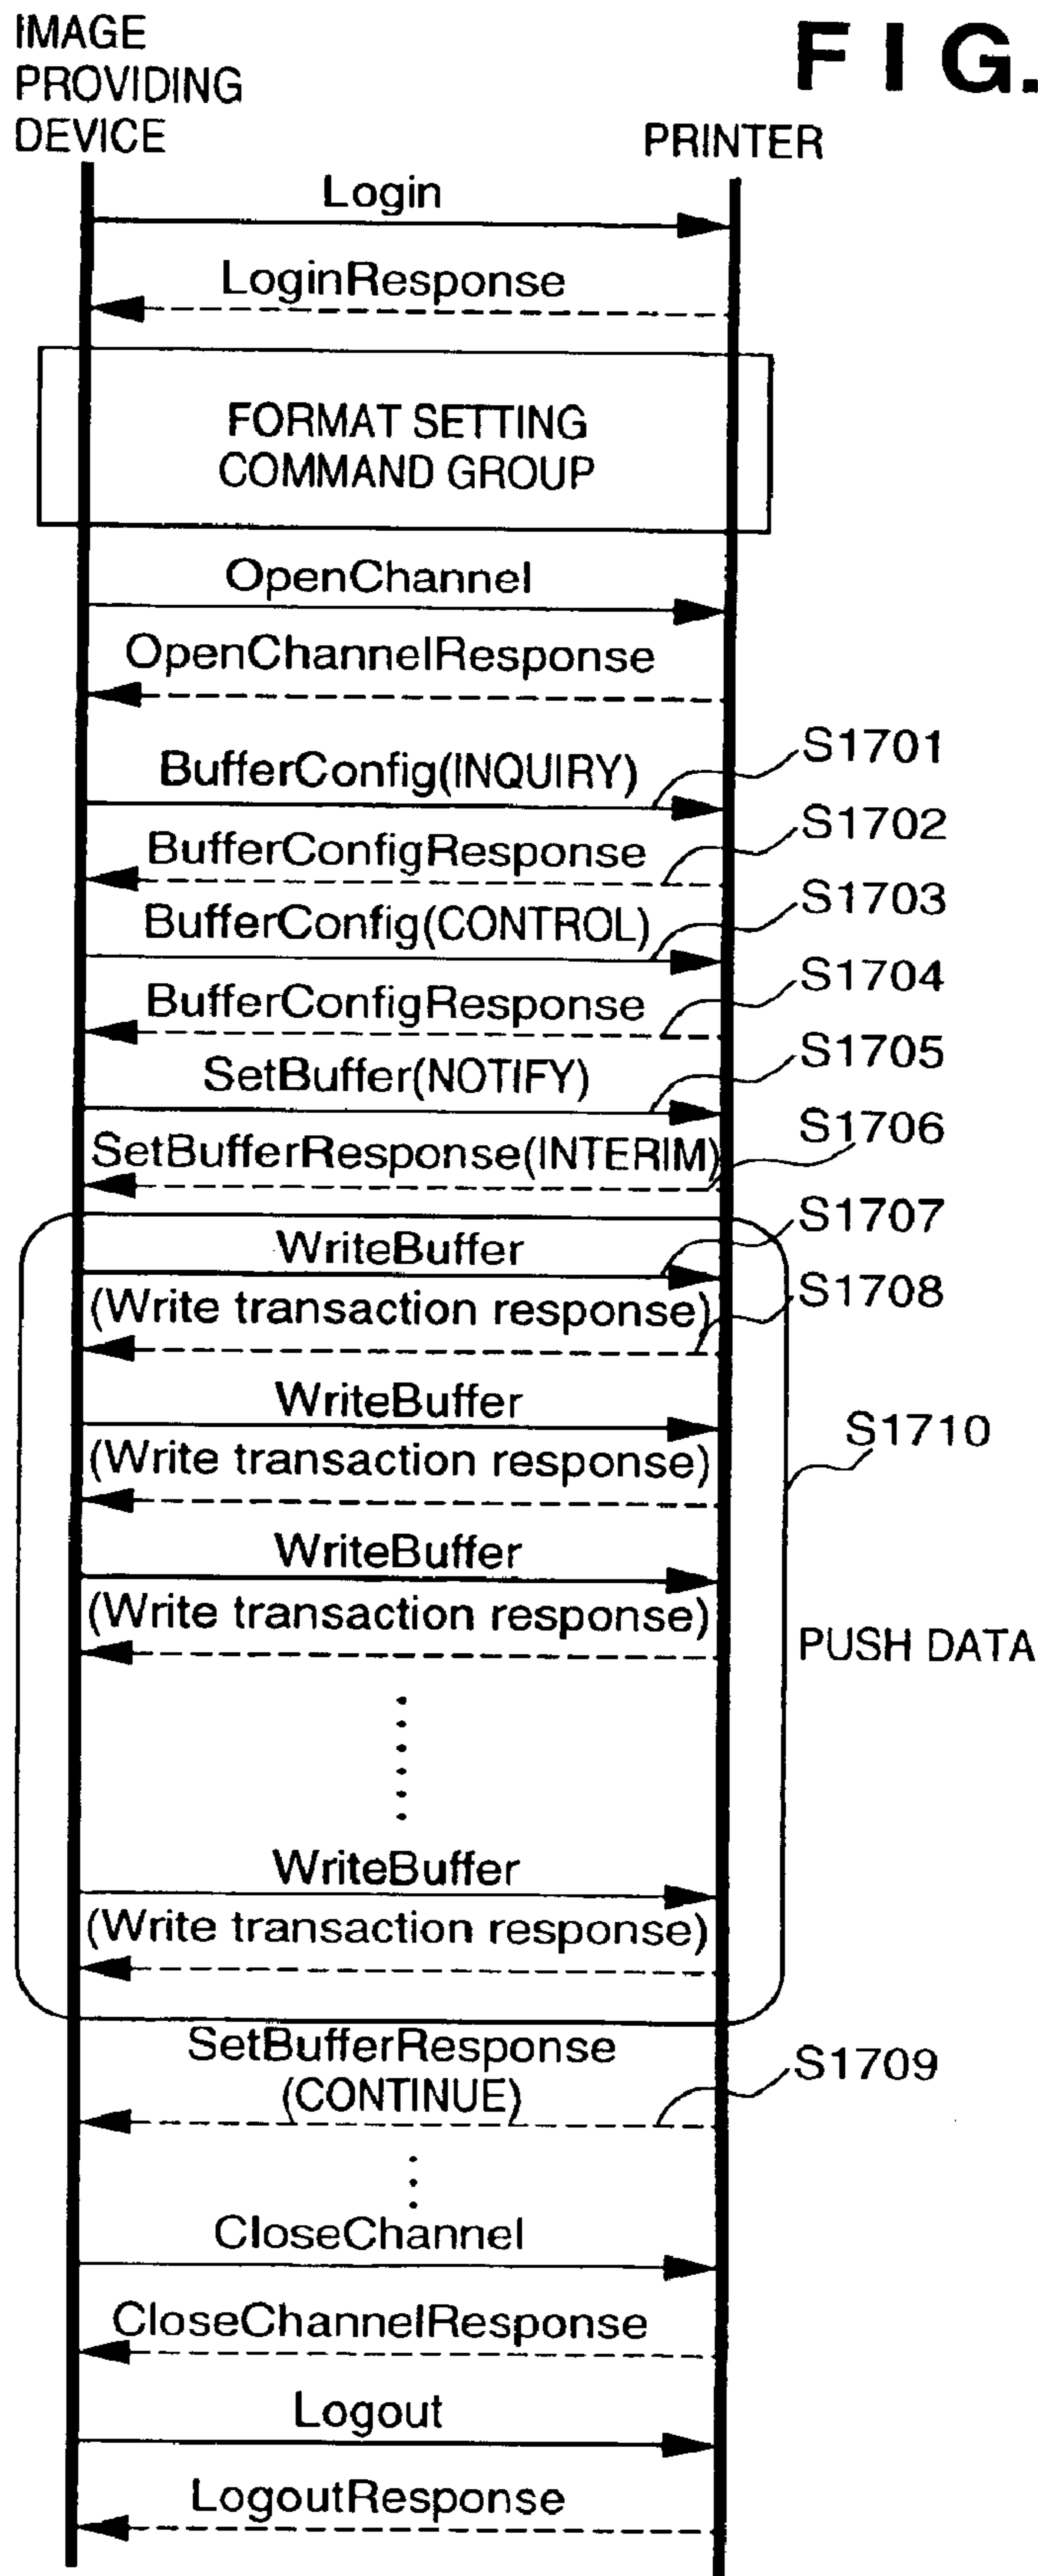 IMAGE
PROVIDING
DEVICE
FIG.
PRINTER
Login
LoginResponse
FORMAT SETTING
COMMAND GROUP
OpenChannel
OpenChannelResponse
BufferConfig(INQUIRY)
S1701
BufferConfigResponse
S1702
BufferConfig(CONTROL)
S1703
BufferConfigResponse
S1704
SetBuffer(NOTIFY)
S1705
SetBufferResponse(INTERIM)
S1706
WriteBuffer
S1707
(Write transaction response)
S1708
WriteBuffer
S1710
(Write transaction response)
WriteBuffer
(Write transaction response)
PUSH DATA
WriteBuffer
(Write transaction response)
SetBufferResponse
(CONTINUE)
S1709
CloseChannel
CloseChannelResponse
Logout
LogoutResponse